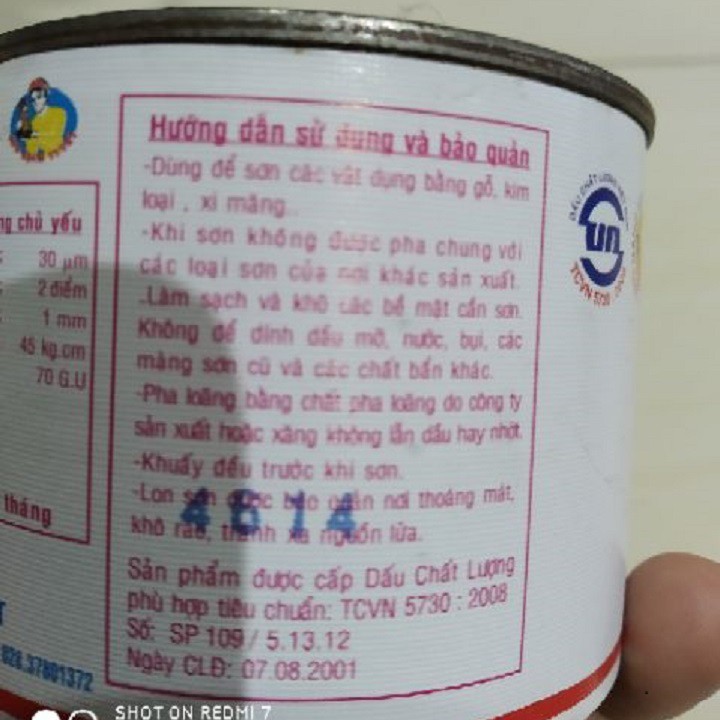 Hướng dẫn sử dụng và bảo quản
-Dùng để sơn các vật dụng bằng gỗ, kim
loại , xi măng..
-Khi sơn không được pha chung với
các loại sơn của nơi khác sản xuất.
.Làm sạch và khô các bề mặt cần sơn.
Không để dính dầu mỡ, nước, bụi, các
màng sơn cũ và các chất bẩn khác.
-Pha loãng bằng chất pha loãng do công ty
sản xuất hoặc xăng không lẫn dầu hay nhớt.
-Khuấy đều trước khi sơn.
-Lon sơn được bảo quản nơi thoáng mát,
khô ráo, tránh xa nguồn lửa.
4614
Sản phẩm được cấp Dấu Chất Lượng
phù hợp tiêu chuẩn: TCVN 5730 : 2008
Số: SP 109/ 5.13.12
Ngày CLĐ: 07.08.2001
ng chủ yếu
30 µm
2 điểm
1 mm
45 kg.cm
70 G.U
tháng
028.37601372
TCVN 5730
SHOT ON REDMI 7